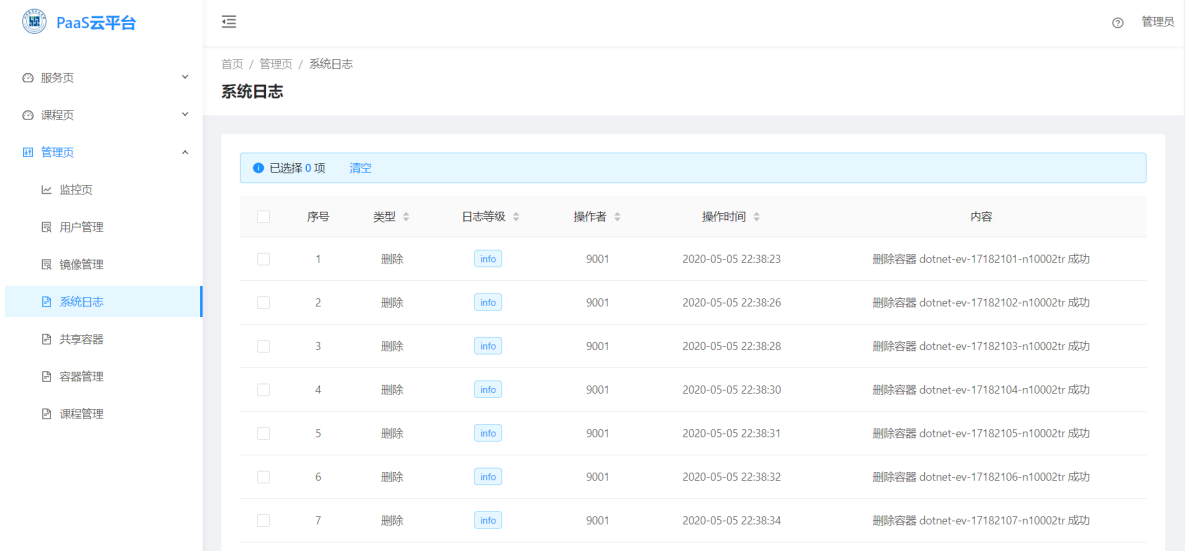 PaaS云平台
管理员
服务页
课程页
管理页
监控页
用户管理
镜像管理
系统日志
共享容器
容器管理
课程管理
首页 / 管理页 / 系统日志
系统日志
已选择 0 项 清空
序号 类型 日志等级 操作者 操作时间 内容
1 删除 info 9001 2020-05-05 22:38:23 删除容器 dotnet-ev-17182101-n10002tr 成功
2 删除 info 9001 2020-05-05 22:38:26 删除容器 dotnet-ev-17182102-n10002tr 成功
3 删除 info 9001 2020-05-05 22:38:28 删除容器 dotnet-ev-17182103-n10002tr 成功
4 删除 info 9001 2020-05-05 22:38:30 删除容器 dotnet-ev-17182104-n10002tr 成功
5 删除 info 9001 2020-05-05 22:38:31 删除容器 dotnet-ev-17182105-n10002tr 成功
6 删除 info 9001 2020-05-05 22:38:32 删除容器 dotnet-ev-17182106-n10002tr 成功
7 删除 info 9001 2020-05-05 22:38:34 删除容器 dotnet-ev-17182107-n10002tr 成功